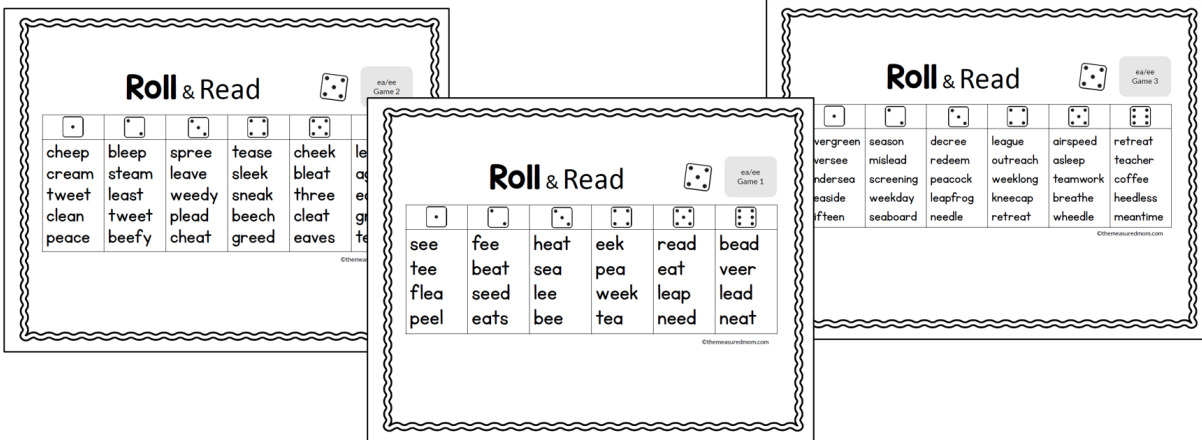 Roll & Read
ea/ee
Game 2
cheep bleep spree tease cheek
cream steam leave sleek bleat
tweet least weedy sneak three
clean tweet plead beech cleat
peace beefy cheat greed eaves
Roll & Read
ea/ee
Game 1
see fee heat eek read bead
tee beat sea pea eat veer
flea seed lee week leap lead
peel eats bee tea need neat
©themeasuredmom.com
Roll & Read
ea/ee
Game 3
season decree league airspeed retreat
mislead redeem outreach asleep teacher
screening peacock weeklong teamwork coffee
weekday leapfrog kneecap breathe heedless
seaboard needle retreat wheedle meantime
©themeasuredmom.com